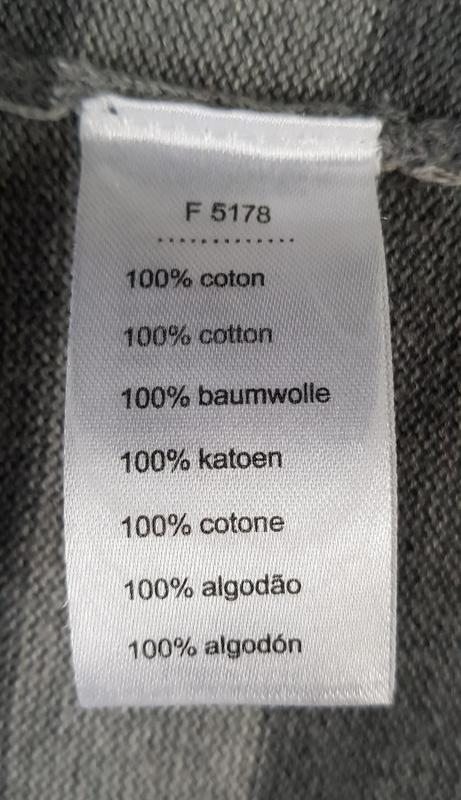 F 5178
.............
100% coton
100% cotton
100% baumwolle
100% katoen
100% cotone
100% algodão
100% algodón